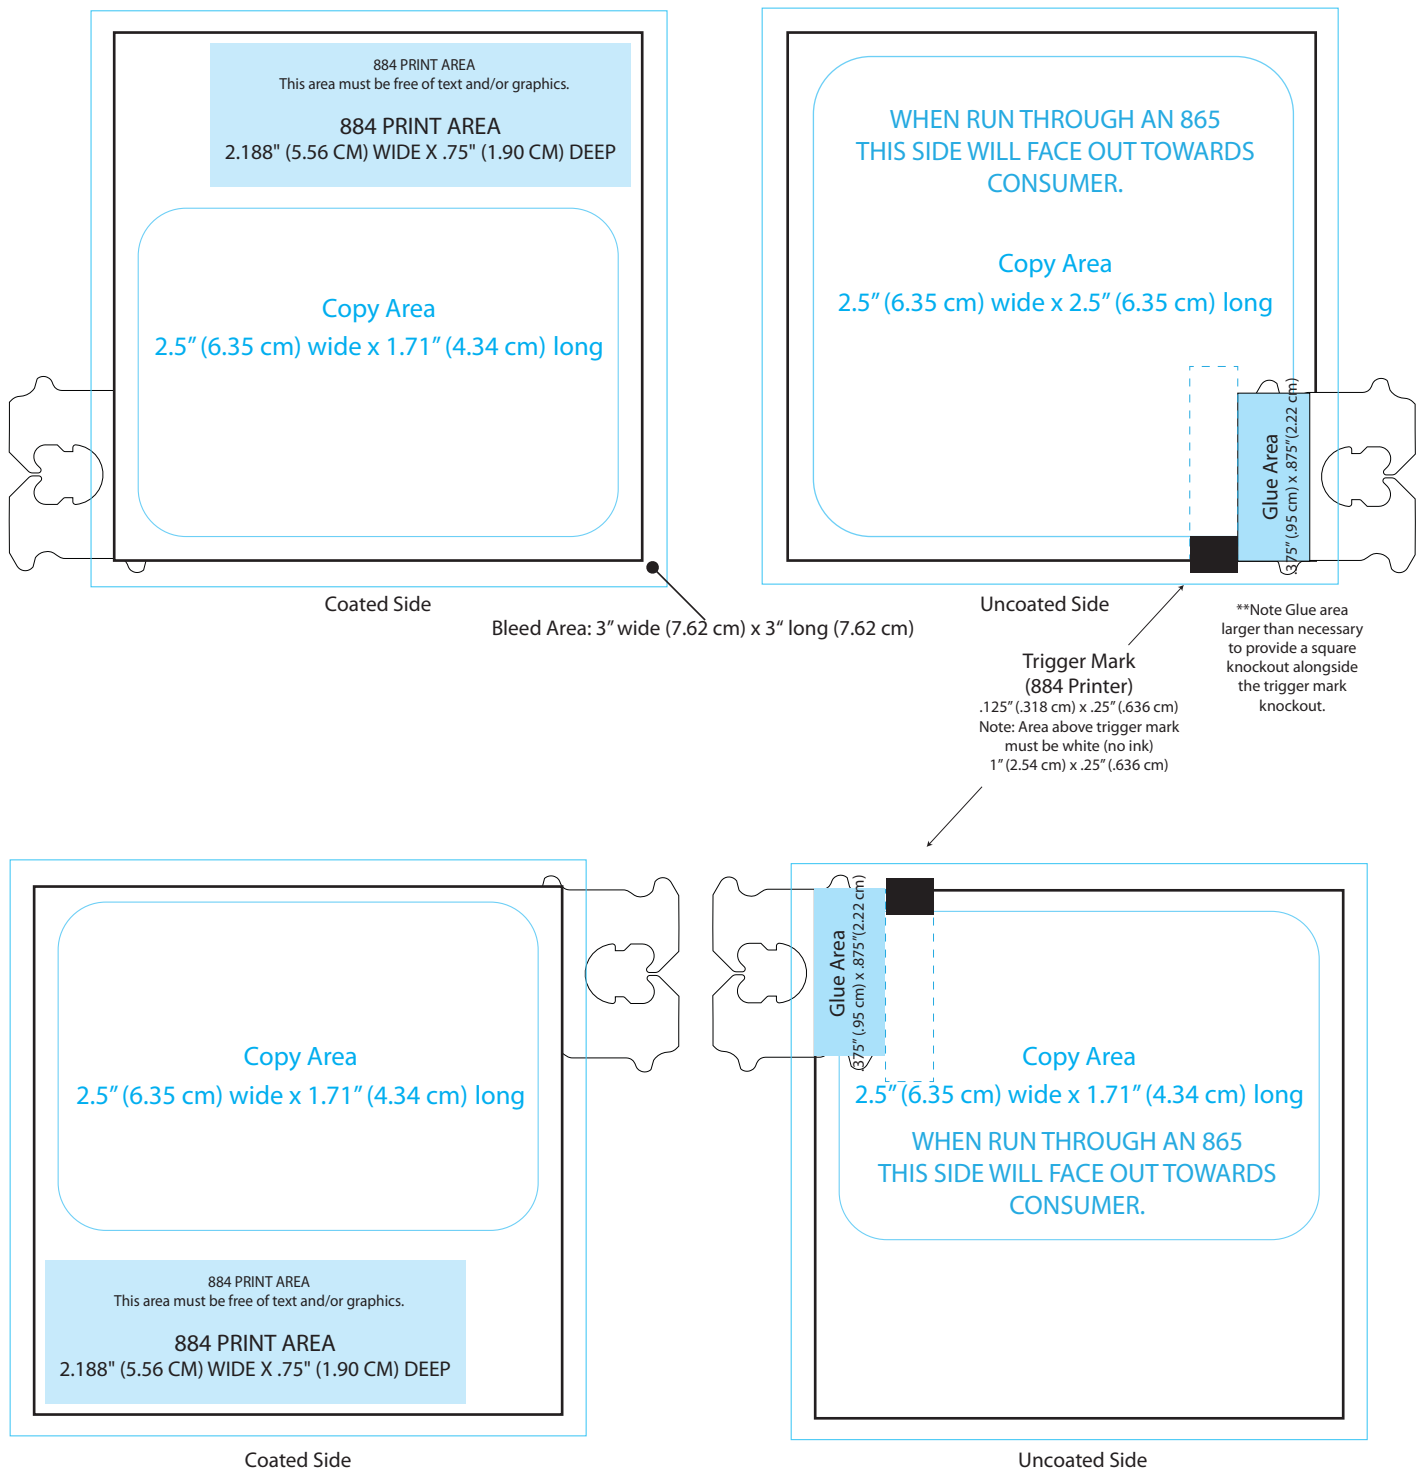 884 PRINT AREA
This area must be free of text and/or graphics.
884 PRINT AREA
2.188" (5.56 CM) WIDE X .75" (1.90 CM) DEEP
Copy Area
2.5” (6.35 cm) wide x 1.71” (4.34 cm) long
Coated Side
Bleed Area: 3” wide (7.62 cm) x 3“ long (7.62 cm)
WHEN RUN THROUGH AN 865
THIS SIDE WILL FACE OUT TOWARDS
CONSUMER.
Copy Area
2.5” (6.35 cm) wide x 2.5” (6.35 cm) long
Glue Area
.375” (.95 cm) x .875”(2.22 cm)
Uncoated Side
Trigger Mark
(884 Printer)
.125” (.318 cm) x .25” (.636 cm)
Note: Area above trigger mark
must be white (no ink)
1” (2.54 cm) x .25” (.636 cm)
**Note Glue area
larger than necessary
to provide a square
knockout alongside
the trigger mark
knockout.
Copy Area
2.5” (6.35 cm) wide x 1.71” (4.34 cm) long
884 PRINT AREA
This area must be free of text and/or graphics.
884 PRINT AREA
2.188" (5.56 CM) WIDE X .75" (1.90 CM) DEEP
Coated Side
Glue Area
.375” (.95 cm) x .875”(2.22 cm)
Copy Area
2.5” (6.35 cm) wide x 1.71” (4.34 cm) long
WHEN RUN THROUGH AN 865
THIS SIDE WILL FACE OUT TOWARDS
CONSUMER.
Uncoated Side